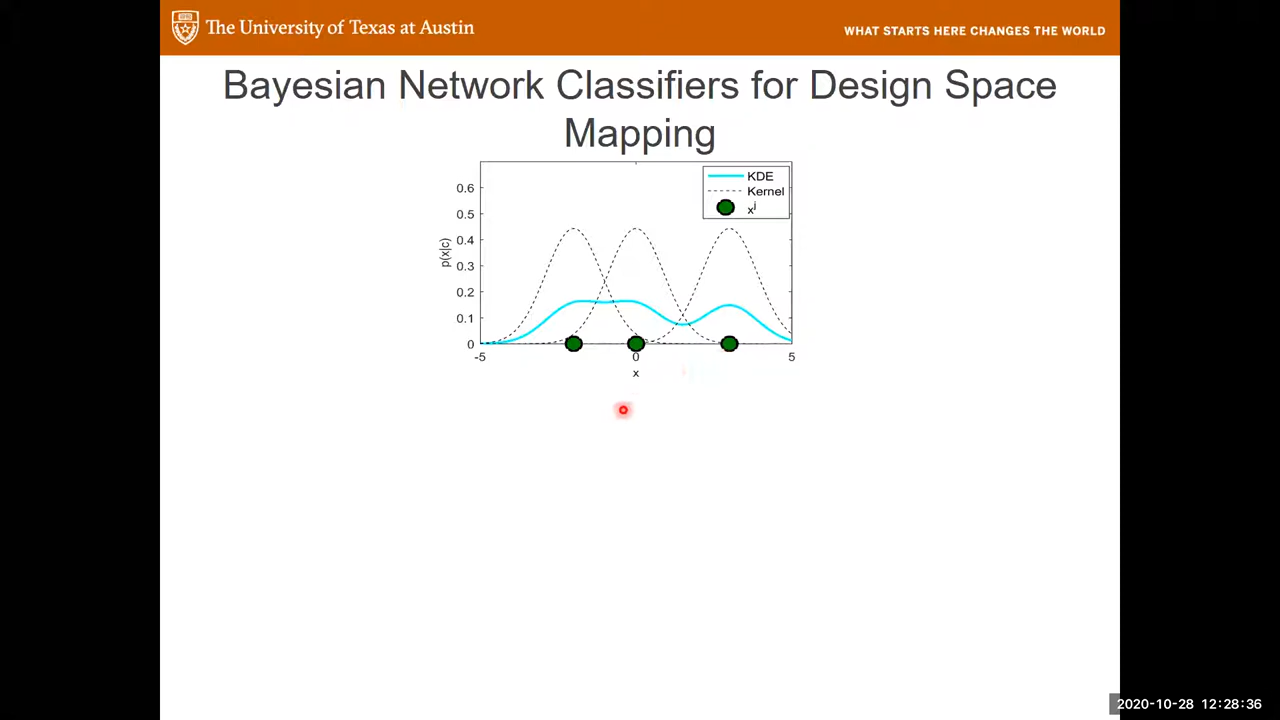 The University of Texas at Austin
WHAT STARTS HERE CHANGES THE WORLD
Bayesian Network Classifiers for Design Space
Mapping
KDE
Kernel
xj
p(x|c)
0.6
0.5
0.4
0.3
0.2
0.1
0
-5
0
5
x
2020-10-28 12:28:36